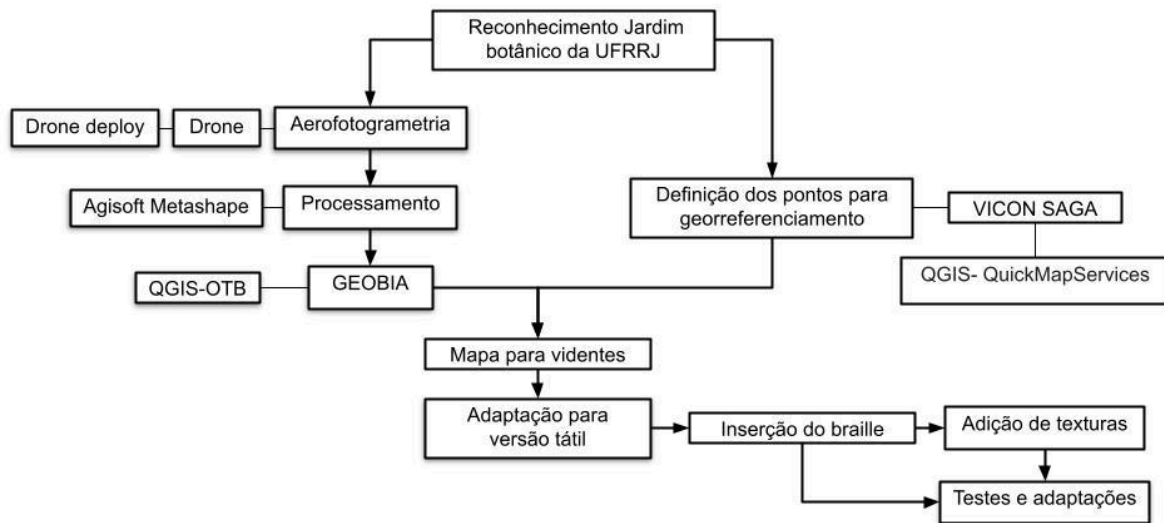 Reconhecimento Jardim
botânico da UFRRJ
Drone deploy
Drone
Aerofotogrametria
Agisoft Metashape
Processamento
Definição dos pontos para
georreferenciamento
VICON SAGA
QGIS-OTB
GEOBIA
QGIS- QuickMapServices
Mapa para videntes
Adaptação para
versão tátil
Inserção do braille
Adição de texturas
Testes e adaptações